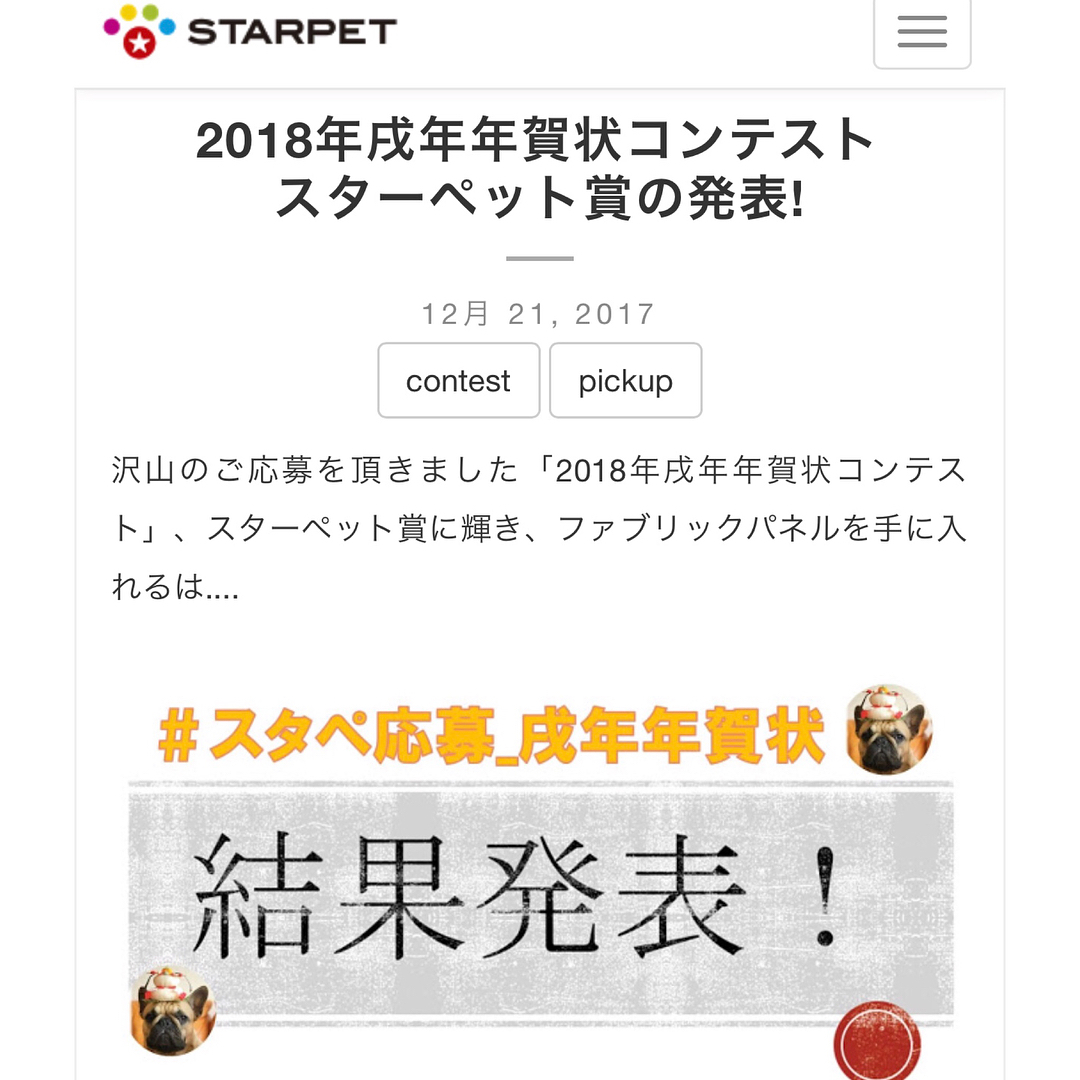 STARPET
2018年戌年年賀状コンテスト
スターペット賞の発表!
12月 21, 2017
contest pickup
沢山のご応募を頂きました「2018年戌年年賀状コンテス
ト」、スターペット賞に輝き、ファブリックパネルを手に入
れるは....
#スタペ応募_戌年年賀状
結果発表！